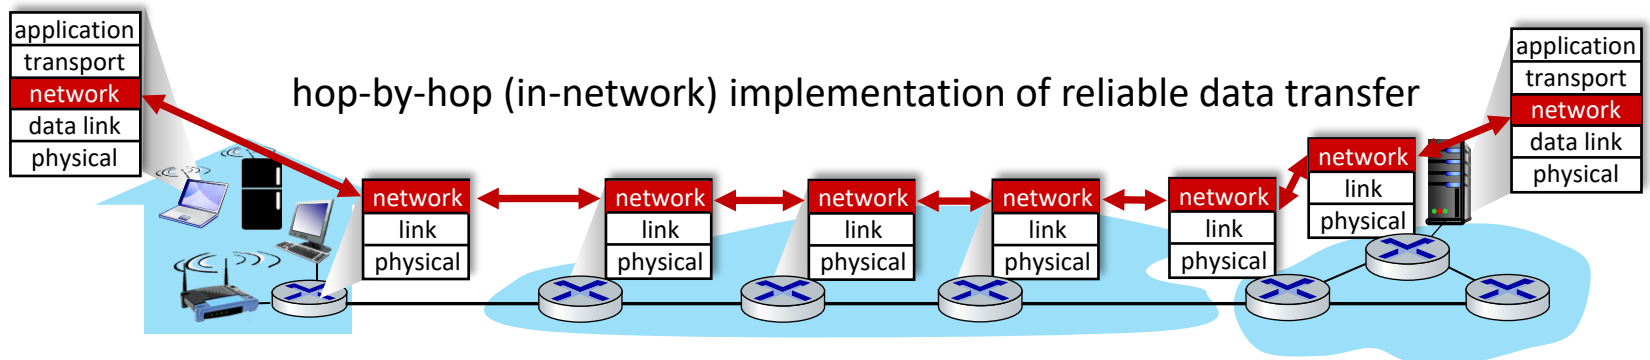 application
transport
network
data link
physical
hop-by-hop (in-network) implementation of reliable data transfer
network
link
physical
network
link
physical
network
link
physical
network
link
physical
network
link
physical
network
link
physical
application
transport
network
data link
physical